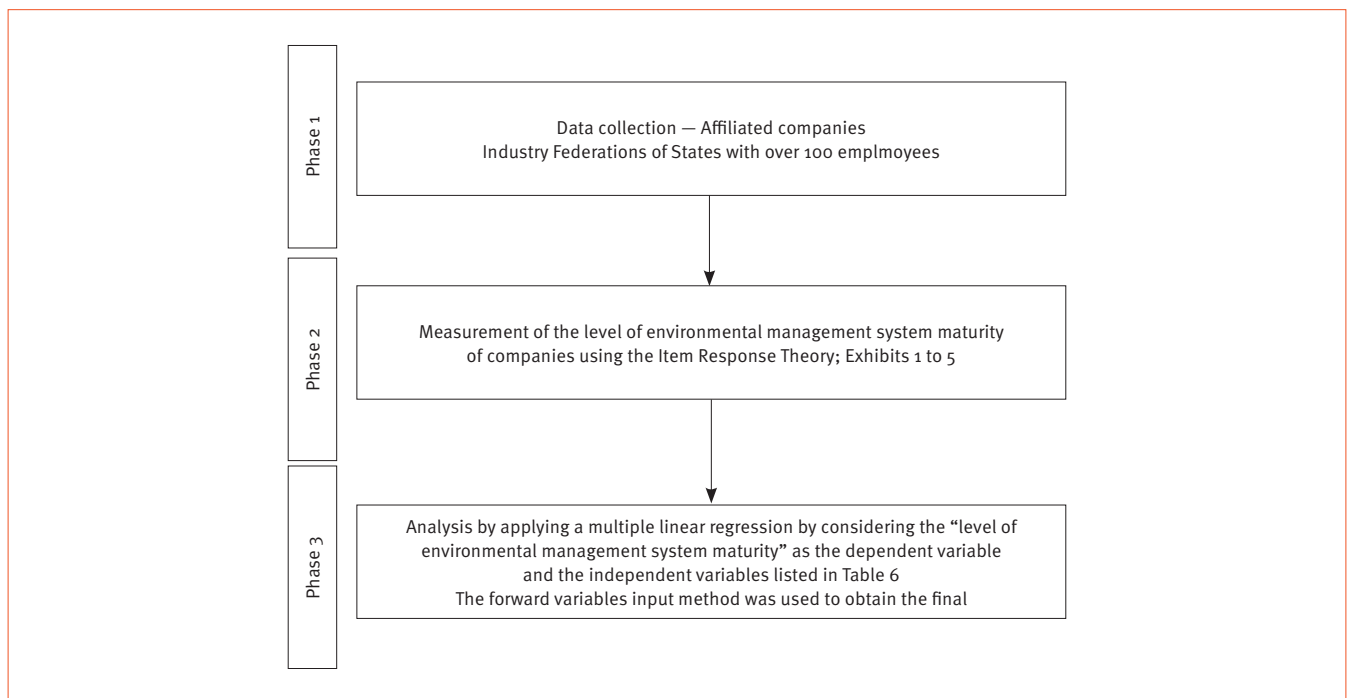 Phase 1
Data collection — Affiliated companies
Industry Federations of States with over 100 emplmoyees
Phase 2
Measurement of the level of environmental management system maturity
of companies using the Item Response Theory; Exhibits 1 to 5
Phase 3
Analysis by applying a multiple linear regression by considering the “level of
environmental management system maturity” as the dependent variable
and the independent variables listed in Table 6
The forward variables input method was used to obtain the final